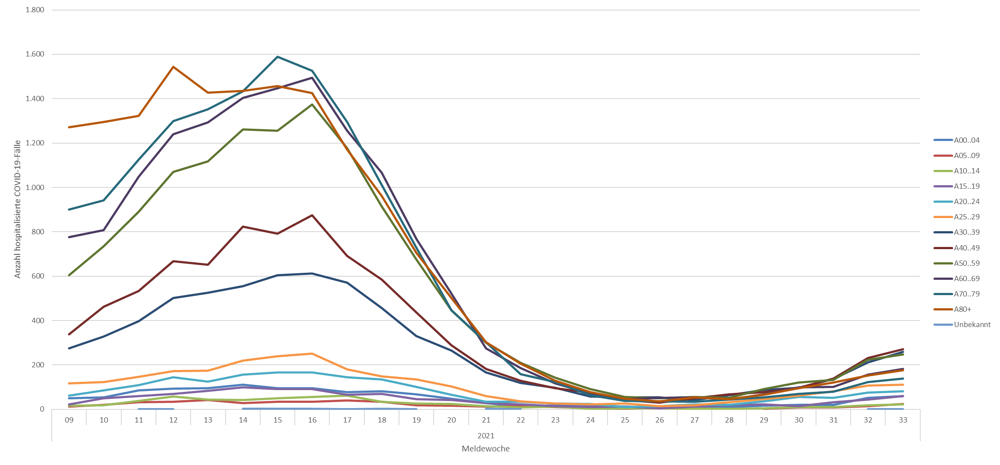 1.800
1.600
1.400
1.200
1.000
800
600
400
200
0
Anzahl hospitalisierte COVID-19-Fälle
09 10 11 12 13 14 15 16 17 18 19 20 21 22 23 24 25 26 27 28 29 30 31 32 33
2021
Meldewoche
A00..04
A05..09
A10..14
A15..19
A20..24
A25..29
A30..39
A40..49
A50..59
A60..69
A70..79
A80+
Unbekannt